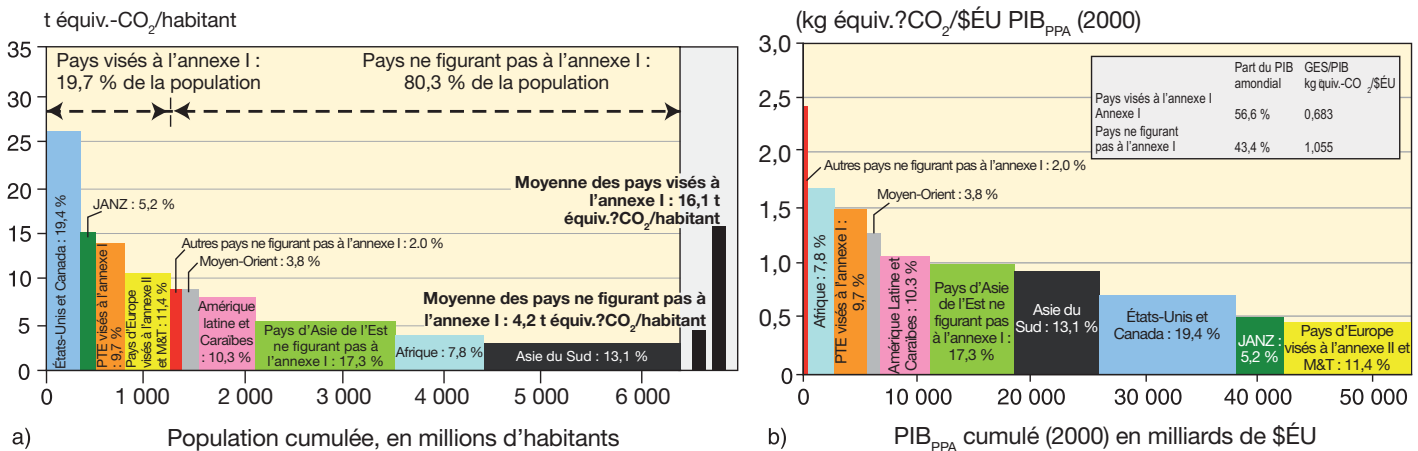 t équiv.-CO2/habitant
35
30
25
20
15
10
5
0
Pays visés à l'annexe I :
19,7 % de la population
Pays ne figurant pas à l'annexe I :
80,3 % de la population
États-Unis et Canada : 19,4 %
JANZ : 5,2 %
PTE visés à l'annexe I
: 9,7 %
Pays d'Europe
visés à l'annexe II
et M&T : 11,4 %
Autres pays ne figurant pas à l'annexe I : 2.0 %
Moyen-Orient : 3,8 %
Amérique
latine et
Caraïbes :
10,3 %
Pays d'Asie de l'Est
ne figurant pas à
l'annexe I : 17,3 %
Afrique : 7,8 %
Asie du Sud : 13,1 %
Moyenne des pays visés à
l'annexe I : 16,1 t
équiv.?CO2/habitant
Moyenne des pays ne figurant pas à
l'annexe I : 4,2 t équiv.?CO2/habitant
0 1 000 2 000 3 000 4 000 5 000 6 000
a) Population cumulée, en millions d'habitants
(kg équiv.?CO2/$ÉU PIBPPA (2000)
3,0
2,5
2,0
1,5
1,0
0,5
0
Part du PIB GES/PIB
amondial kg équiv.-CO2/$ÉU
Pays visés à l'annexe I
Annexe I 56,6 % 0,683
Pays ne figurant
pas à l'annexe I 43,4 % 1,055
Autres pays ne figurant pas à l'annexe I : 2,0 %
Afrique : 7,8 %
PTE visés à l'annexe I :
9,7 %
Moyen-Orient : 3,8 %
Amérique Latine et
Caraïbes : 10.3 %
Pays d'Asie
de l'Est ne
figurant pas
à l'annexe I :
17,3 %
Asie du
Sud : 13,1 %
États-Unis et
Canada : 19,4 %
JANZ :
5,2 %
Pays d'Europe
visés à l'annexe II et
M&T : 11,4 %
0 10 000 20 000 30 000 40 000 50 000
b) PIBPPA cumulé (2000) en milliards de $ÉU